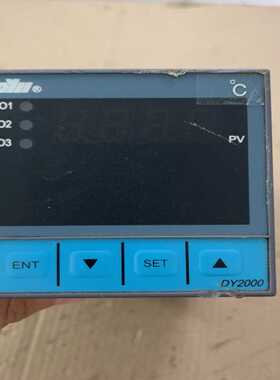 ®
°C
O1
O2
O3
PV
ENT ▼ SET ▲
DY2000